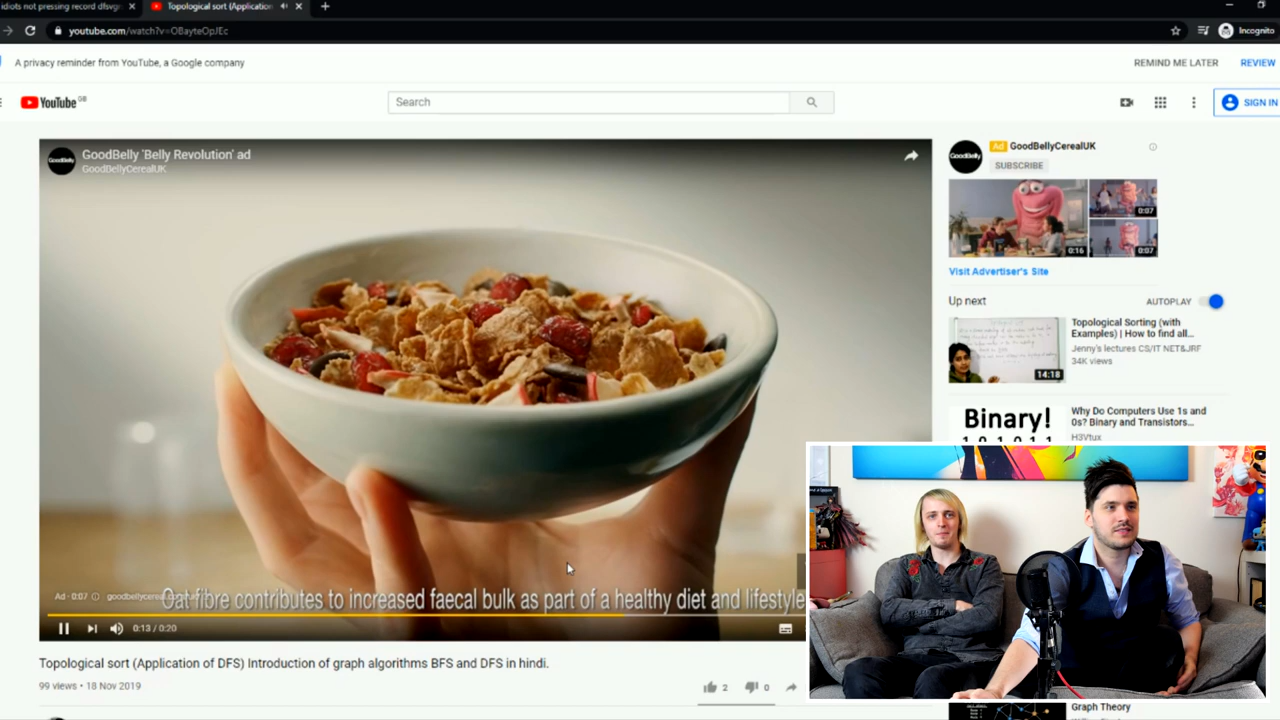 idiots not pressing record dfsvg
Topological sort (Application
youtube.com/watch?v=OBayteOpJEc
Incognito
A privacy reminder from YouTube, a Google company
REMIND ME LATER
REVIEW
YouTube GB
Search
SIGN IN
GoodBelly
GoodBelly 'Belly Revolution' ad
GoodBellyCerealUK
GoodBelly
Ad GoodBellyCerealUK
SUBSCRIBE
0:07
0:16
0:07
Visit Advertiser's Site
Up next
AUTOPLAY
Topological Sorting (with
Examples) | How to find all...
Jenny's lectures CS/IT NET&JRF
34K views
14:18
Binary!
Why Do Computers Use 1s and
0s? Binary and Transistors...
H3Vtux
Ad · 0:07
Oat fibre contributes to increased faecal bulk as part of a healthy diet and lifestyle
0:13 / 0:20
Topological sort (Application of DFS) Introduction of graph algorithms BFS and DFS in hindi.
99 views • 18 Nov 2019
2
0
Graph Theory